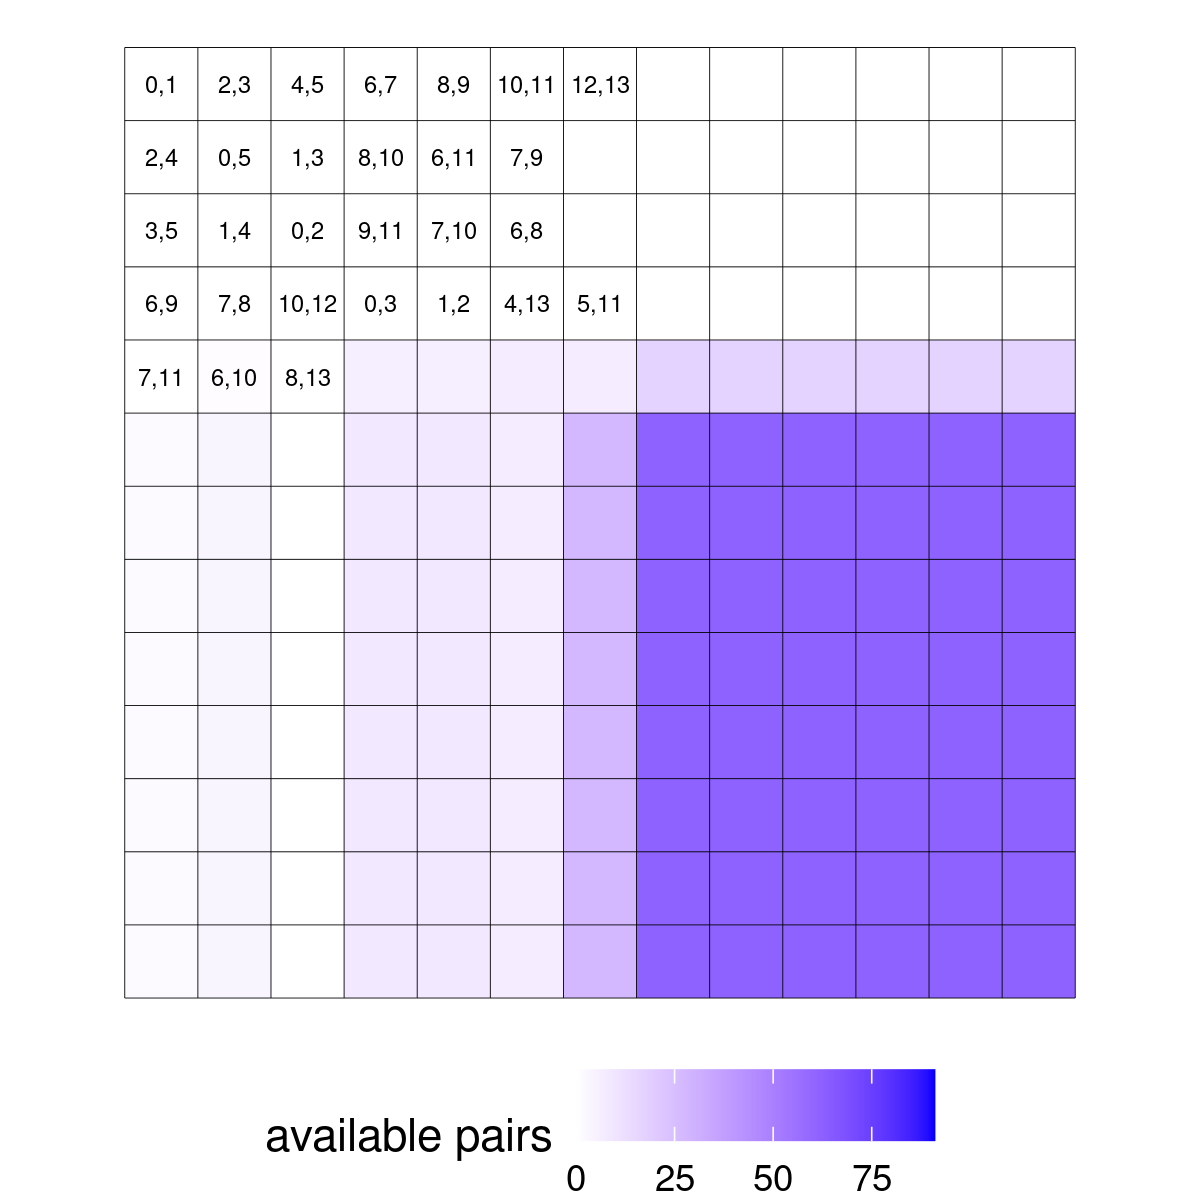 0,1 2,3 4,5 6,7 8,9 10,11 12,13
2,4 0,5 1,3 8,10 6,11 7,9
3,5 1,4 0,2 9,11 7,10 6,8
6,9 7,8 10,12 0,3 1,2 4,13 5,11
7,11 6,10 8,13
available pairs
0 25 50 75